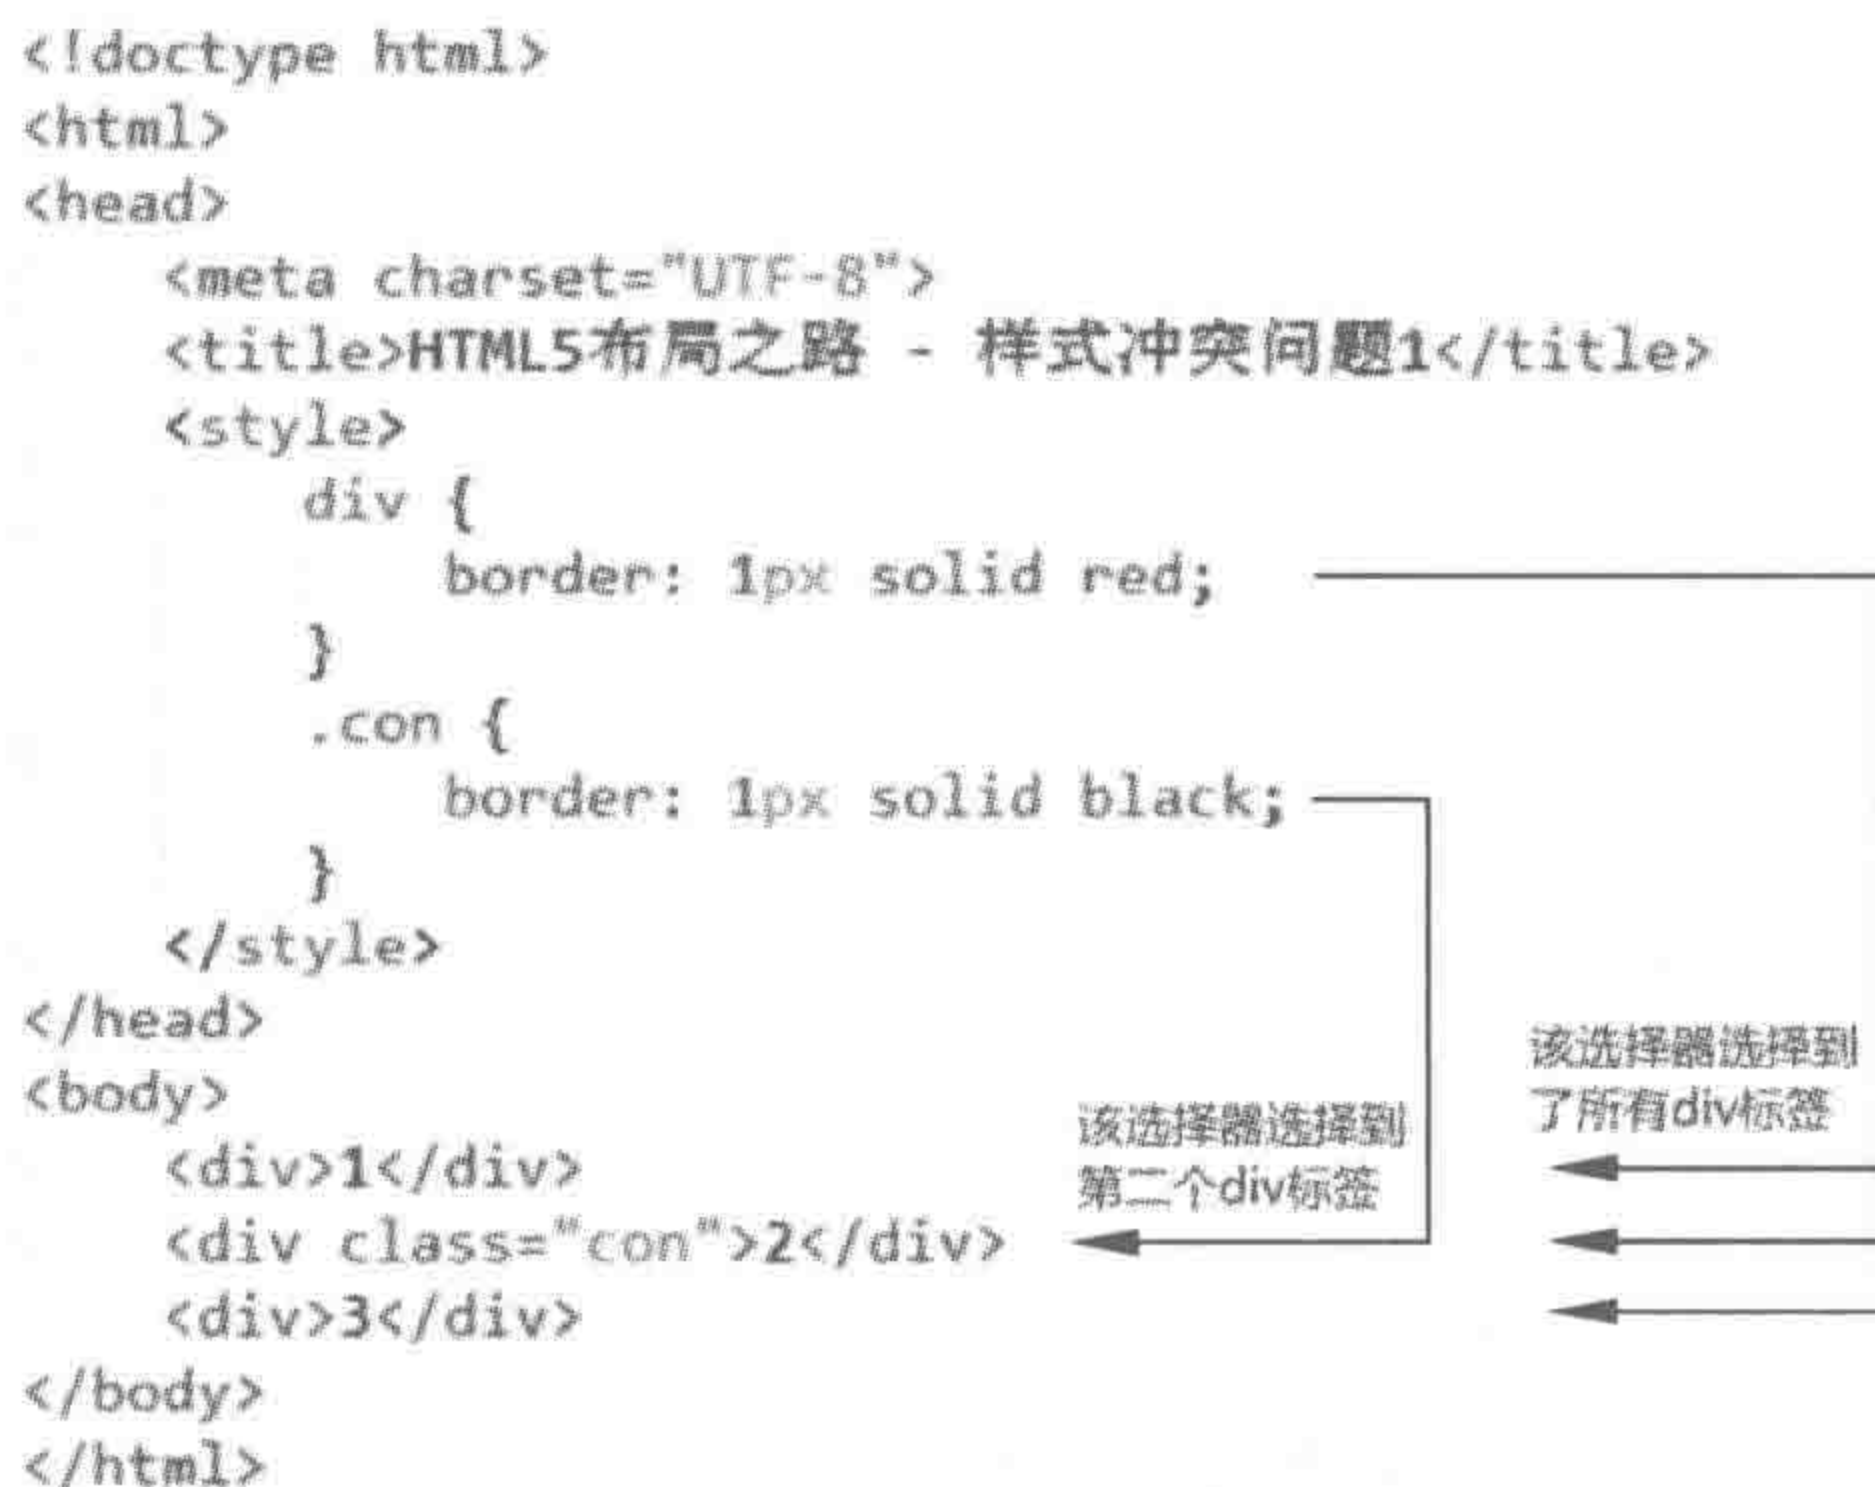 <!doctype html>
<html>
<head>
    <meta charset="UTF-8">
    <title>HTML5布局之路 - 样式冲突问题1</title>
    <style>
        div {
            border: 1px solid red;
        }
        .con {
            border: 1px solid black;
        }
    </style>
</head>
<body>
    <div>1</div>
    <div class="con">2</div>
    <div>3</div>
</body>
</html>
该选择器选择到
第二个div标签
该选择器选择到
了所有div标签